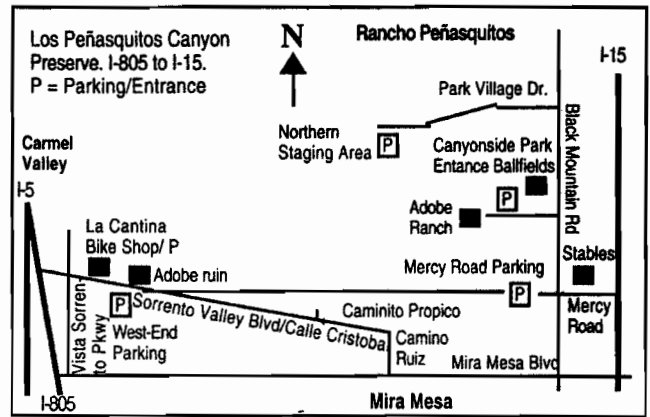 Los Peñasquitos Canyon
Preserve. I-805 to I-15.
P = Parking/Entrance
N
Rancho Peñasquitos
I-15
Park Village Dr.
Northern
Staging Area
P
Black Mountain Rd
Canyonside Park
Entance Ballfields
P
Carmel
Valley
I-5
Adobe
Ranch
La Cantina
Bike Shop/ P
Adobe ruin
Stables
Mercy Road Parking
P
P
West-End
Parking
Vista Sorren-
to Pkwy
Sorrento Valley Blvd/Calle Cristobal
Caminito Propico
Camino
Ruiz
Mercy
Road
Mira Mesa Blvd
I-805
Mira Mesa